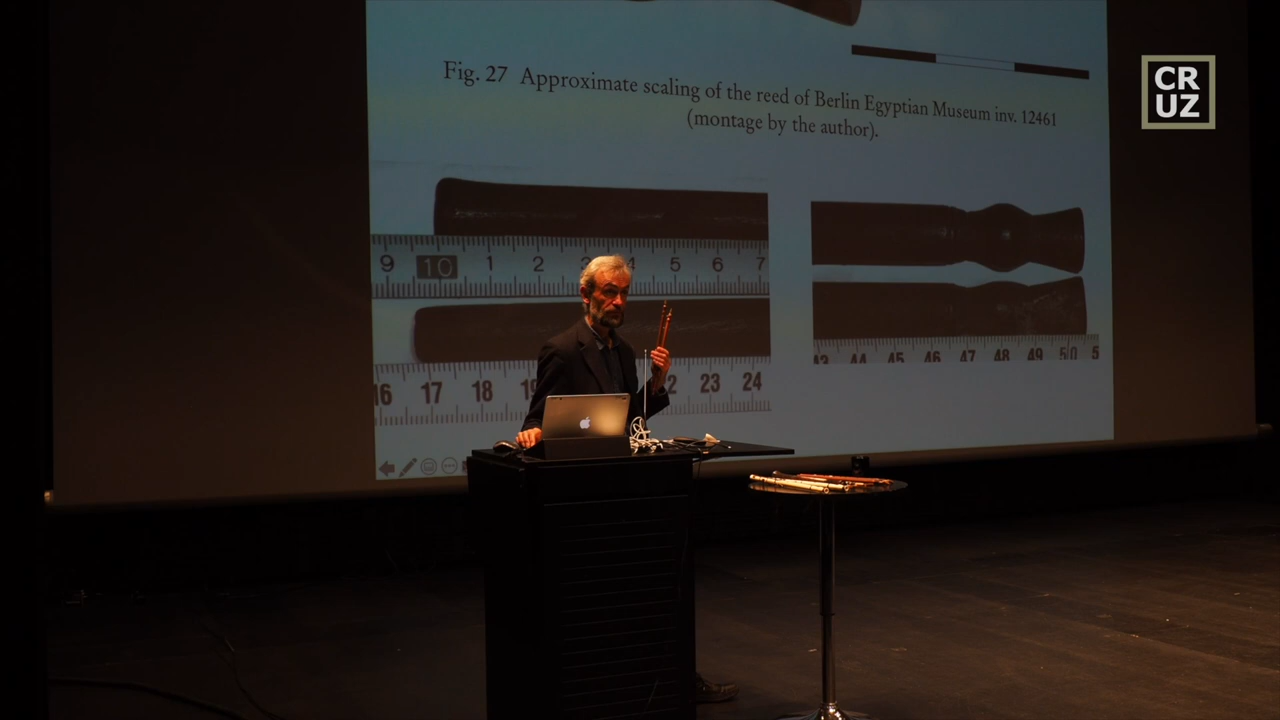 Fig. 27 Approximate scaling of the reed of Berlin Egyptian Museum inv. 12461
(montage by the author).
CR
UZ
9 10 1 2 3 4 5 6 7
16 17 18 19 22 23 24
43 44 45 46 47 48 49 50 5